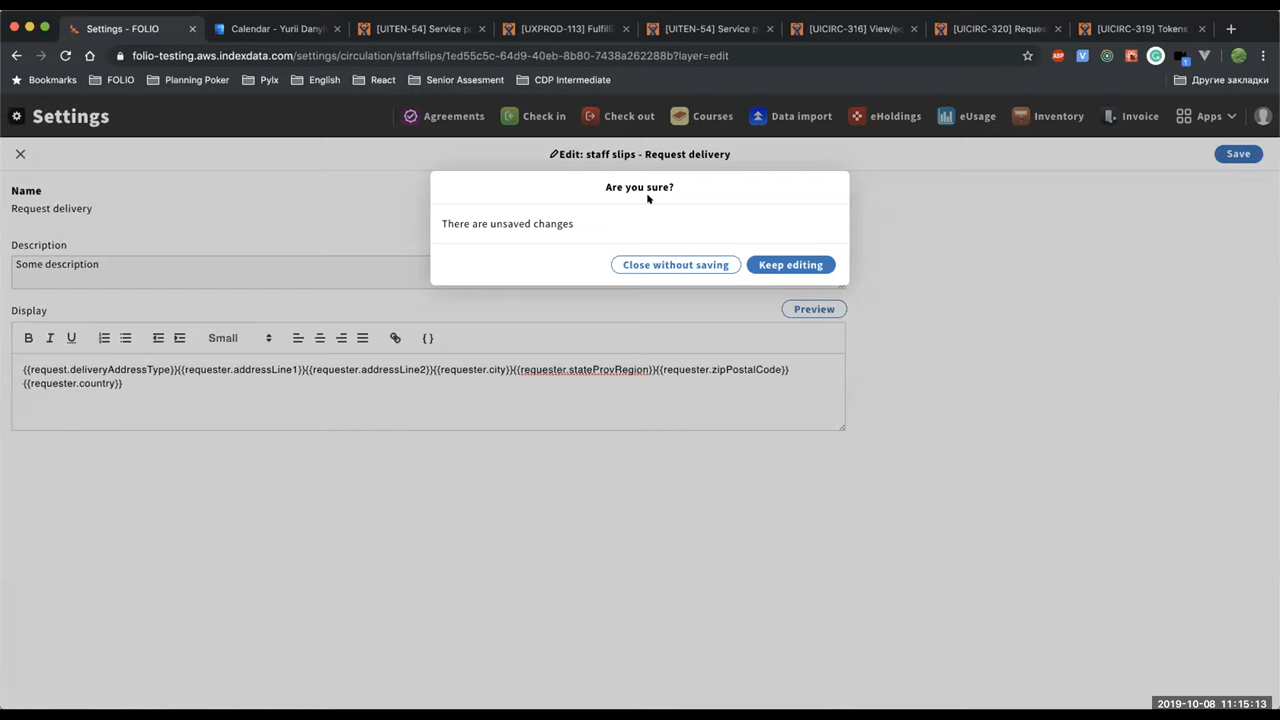 Settings - FOLIO
Calendar - Yurii Dany
[UITEN-54] Service p
[UXPROD-113] Fulfill
[UITEN-54] Service p
[UICIRC-316] View/e
[UICIRC-320] Reque
[UICIRC-319] Tokens
folio-testing.aws.indexdata.com/settings/circulation/staffslips/1ed55c5c-64d9-40eb-8b80-7438a262288b?layer=edit
ABP
1
Bookmarks
FOLIO
Planning Poker
Pylx
English
React
Senior Assesment
CDP Intermediate
Другие закладки
Settings
Agreements
Check in
Check out
Courses
Data import
eHoldings
eUsage
Inventory
Invoice
Apps
Edit: staff slips - Request delivery
Save
Name
Request delivery
Description
Some description
Are you sure?
There are unsaved changes
Close without saving
Keep editing
Display
Preview
B I U
Small
{ }
{{request.deliveryAddressType}}{{requester.addressLine1}}{{requester.addressLine2}}{{requester.city}}{{requester.stateProvRegion}}{{requester.zipPostalCode}}
{{requester.country}}
2019-10-08 11:15:13